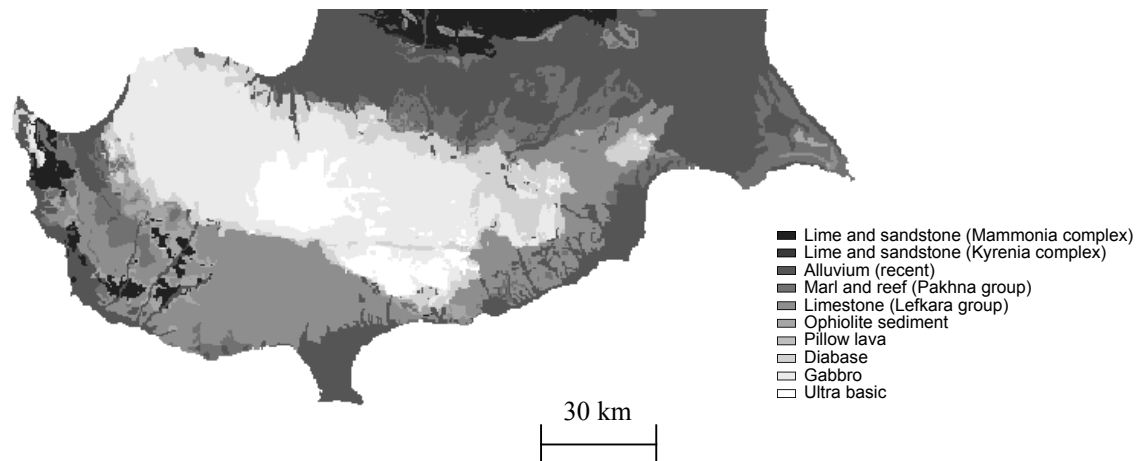 Lime and sandstone (Mammonia complex)
Lime and sandstone (Kyrenia complex)
Alluvium (recent)
Marl and reef (Pakhna group)
Limestone (Lefkara group)
Ophiolite sediment
Pillow lava
Diabase
Gabbro
Ultra basic
30 km